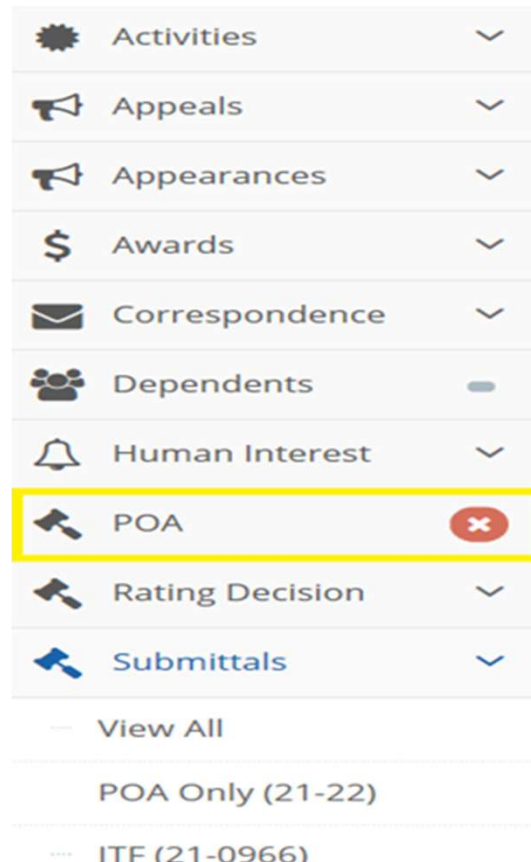 Activities
Appeals
Appearances
$ Awards
Correspondence
Dependents
Human Interest
POA
Rating Decision
Submittals
View All
POA Only (21-22)
ITF (21-0966)